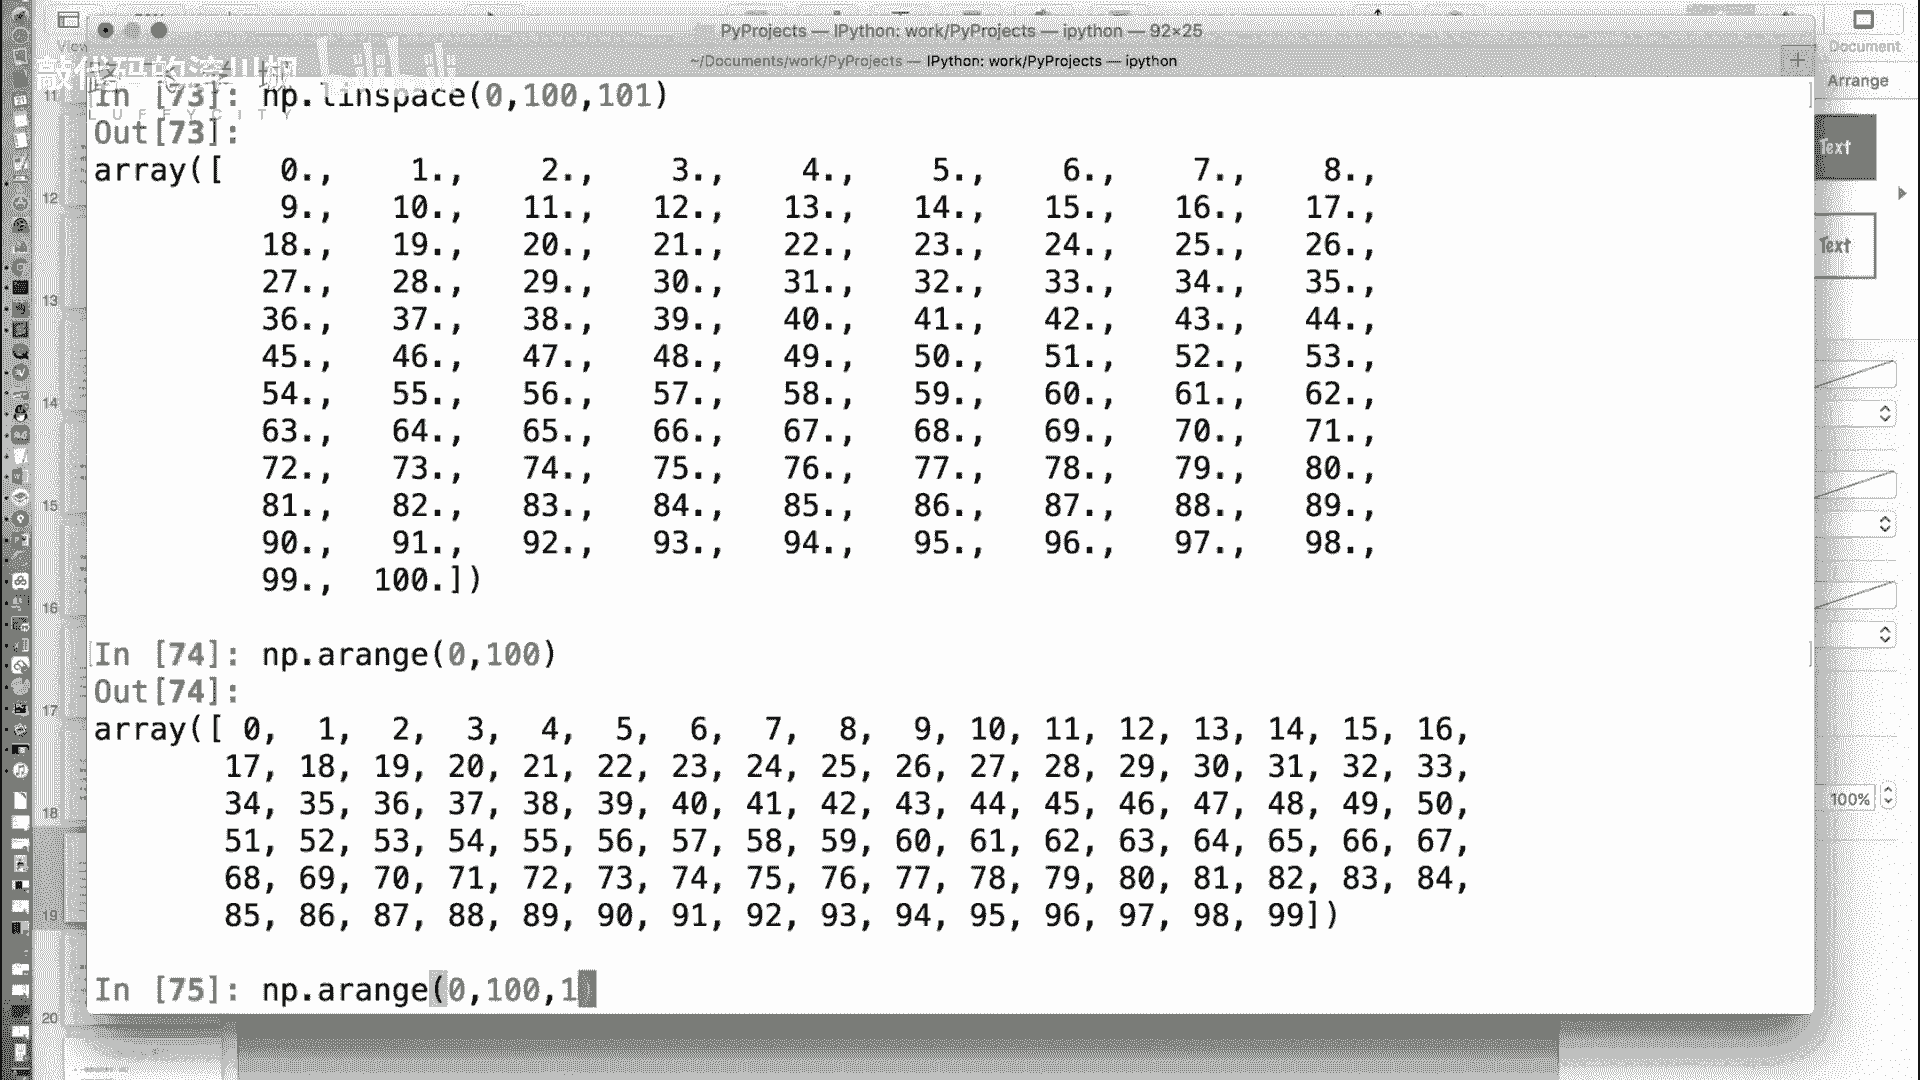 PyProjects — IPython: work/PyProjects — ipython — 92×25
~/Documents/work/PyProjects — IPython: work/PyProjects — ipython
Document
Arrange
LUFFYCITY
In [73]: np.linspace(0,100,101)
Out[73]:
array([   0.,    1.,    2.,    3.,    4.,    5.,    6.,    7.,    8.,
9.,   10.,   11.,   12.,   13.,   14.,   15.,   16.,   17.,
18.,   19.,   20.,   21.,   22.,   23.,   24.,   25.,   26.,
27.,   28.,   29.,   30.,   31.,   32.,   33.,   34.,   35.,
36.,   37.,   38.,   39.,   40.,   41.,   42.,   43.,   44.,
45.,   46.,   47.,   48.,   49.,   50.,   51.,   52.,   53.,
54.,   55.,   56.,   57.,   58.,   59.,   60.,   61.,   62.,
63.,   64.,   65.,   66.,   67.,   68.,   69.,   70.,   71.,
72.,   73.,   74.,   75.,   76.,   77.,   78.,   79.,   80.,
81.,   82.,   83.,   84.,   85.,   86.,   87.,   88.,   89.,
90.,   91.,   92.,   93.,   94.,   95.,   96.,   97.,   98.,
99.,  100.])
In [74]: np.arange(0,100)
Out[74]:
array([ 0,  1,  2,  3,  4,  5,  6,  7,  8,  9, 10, 11, 12, 13, 14, 15, 16,
17, 18, 19, 20, 21, 22, 23, 24, 25, 26, 27, 28, 29, 30, 31, 32, 33,
34, 35, 36, 37, 38, 39, 40, 41, 42, 43, 44, 45, 46, 47, 48, 49, 50,
51, 52, 53, 54, 55, 56, 57, 58, 59, 60, 61, 62, 63, 64, 65, 66, 67,
68, 69, 70, 71, 72, 73, 74, 75, 76, 77, 78, 79, 80, 81, 82, 83, 84,
85, 86, 87, 88, 89, 90, 91, 92, 93, 94, 95, 96, 97, 98, 99])
In [75]: np.arange(0,100,1)
11
12
13
14
15
16
17
18
19
20
Text
Text
100%